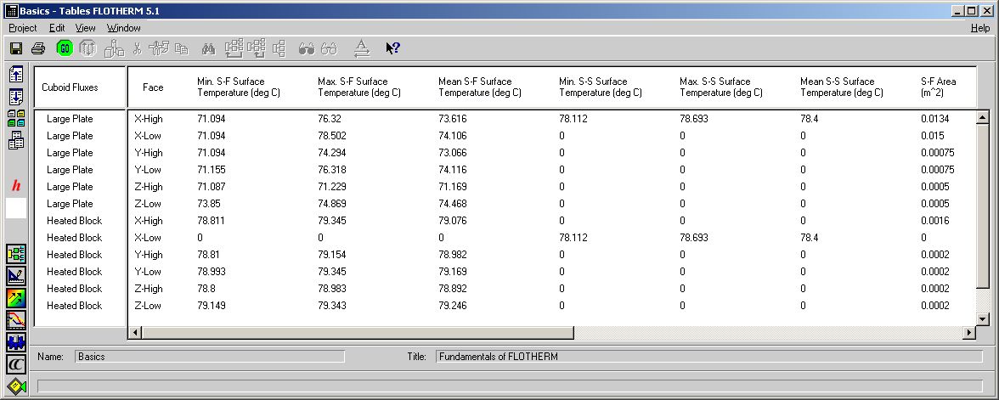 Basics - Tables FLOTHERM 5.1
Project Edit View Window Help
GO
Cuboid Fluxes Face Min. S-F Surface Temperature (deg C) Max. S-F Surface Temperature (deg C) Mean S-F Surface Temperature (deg C) Min. S-S Surface Temperature (deg C) Max. S-S Surface Temperature (deg C) Mean S-S Surface Temperature (deg C) S-F Area (m^2)
Large Plate X-High 71.094 76.32 73.616 78.112 78.693 78.4 0.0134
Large Plate X-Low 71.094 78.502 74.106 0 0 0 0.015
Large Plate Y-High 71.094 74.294 73.066 0 0 0 0.00075
Large Plate Y-Low 71.155 76.318 74.116 0 0 0 0.00075
Large Plate Z-High 71.087 71.229 71.169 0 0 0 0.0005
Large Plate Z-Low 73.85 74.869 74.468 0 0 0 0.0005
Heated Block X-High 78.811 79.345 79.076 0 0 0 0.0016
Heated Block X-Low 0 0 0 78.112 78.693 78.4 0
Heated Block Y-High 78.81 79.154 78.982 0 0 0 0.0002
Heated Block Y-Low 78.993 79.345 79.169 0 0 0 0.0002
Heated Block Z-High 78.8 78.983 78.892 0 0 0 0.0002
Heated Block Z-Low 79.149 79.343 79.246 0 0 0 0.0002
h
CC
Name: Basics Title: Fundamentals of FLOTHERM